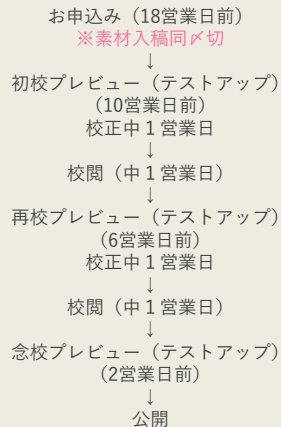 お申込み（18営業日前）
※素材入稿同〆切
↓
初校プレビュー（テストアップ）
（10営業日前）
校正中１営業日
↓
校閲（中１営業日）
↓
再校プレビュー（テストアップ）
（6営業日前）
校正中１営業日
↓
校閲（中１営業日）
↓
念校プレビュー（テストアップ）
（2営業日前）
↓
公開